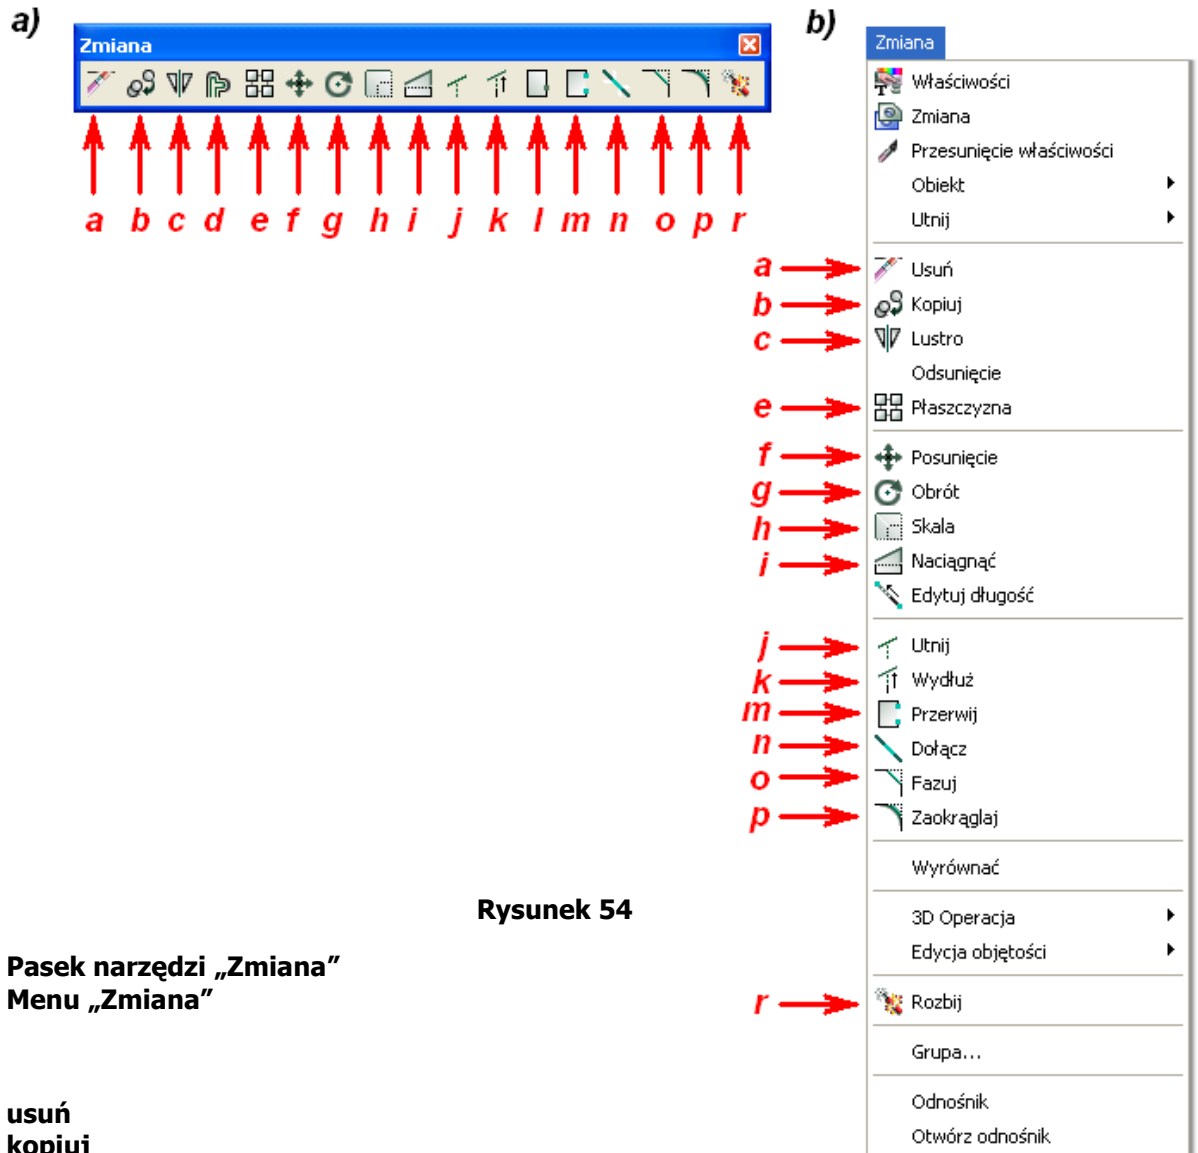 a)
Zmiana
a b c d e f g h i j k l m n o p r
b)
Zmiana
Właściwości
Zmiana
Przesunięcie właściwości
Obiekt
Utnij
a Usuń
b Kopiuj
c Lustro
Odsunięcie
e Płaszczyzna
f Posunięcie
g Obrót
h Skala
i Naciągnąć
Edytuj długość
j Utnij
k Wydłuż
m Przerwij
n Dołącz
o Fazuj
p Zaokrąglaj
Wyrównać
3D Operacja
Edycja objętości
r Rozbij
Grupa...
Odnośnik
Otwórz odnośnik
Rysunek 54
Pasek narzędzi „Zmiana”
Menu „Zmiana”
usuń
kopiuj